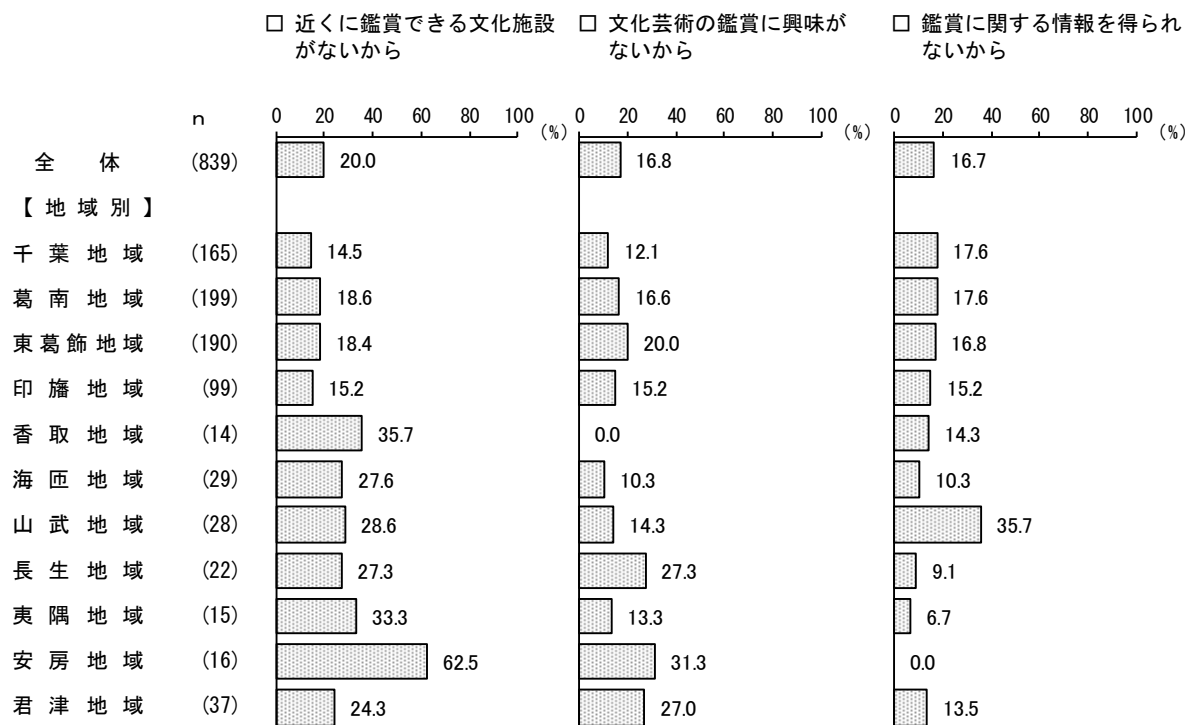 □ 近くに鑑賞できる文化施設
がないから
□ 文化芸術の鑑賞に興味が
ないから
□ 鑑賞に関する情報を得られ
ないから
n
0 20 40 60 80 100 (%)
0 20 40 60 80 100 (%)
0 20 40 60 80 100 (%)
全体 (839) 20.0 16.8 16.7
【地域別】
千葉地域 (165) 14.5 12.1 17.6
葛南地域 (199) 18.6 16.6 17.6
東葛飾地域 (190) 18.4 20.0 16.8
印旛地域 (99) 15.2 15.2 15.2
香取地域 (14) 35.7 0.0 14.3
海匝地域 (29) 27.6 10.3 10.3
山武地域 (28) 28.6 14.3 35.7
長生地域 (22) 27.3 27.3 9.1
夷隅地域 (15) 33.3 13.3 6.7
安房地域 (16) 62.5 31.3 0.0
君津地域 (37) 24.3 27.0 13.5